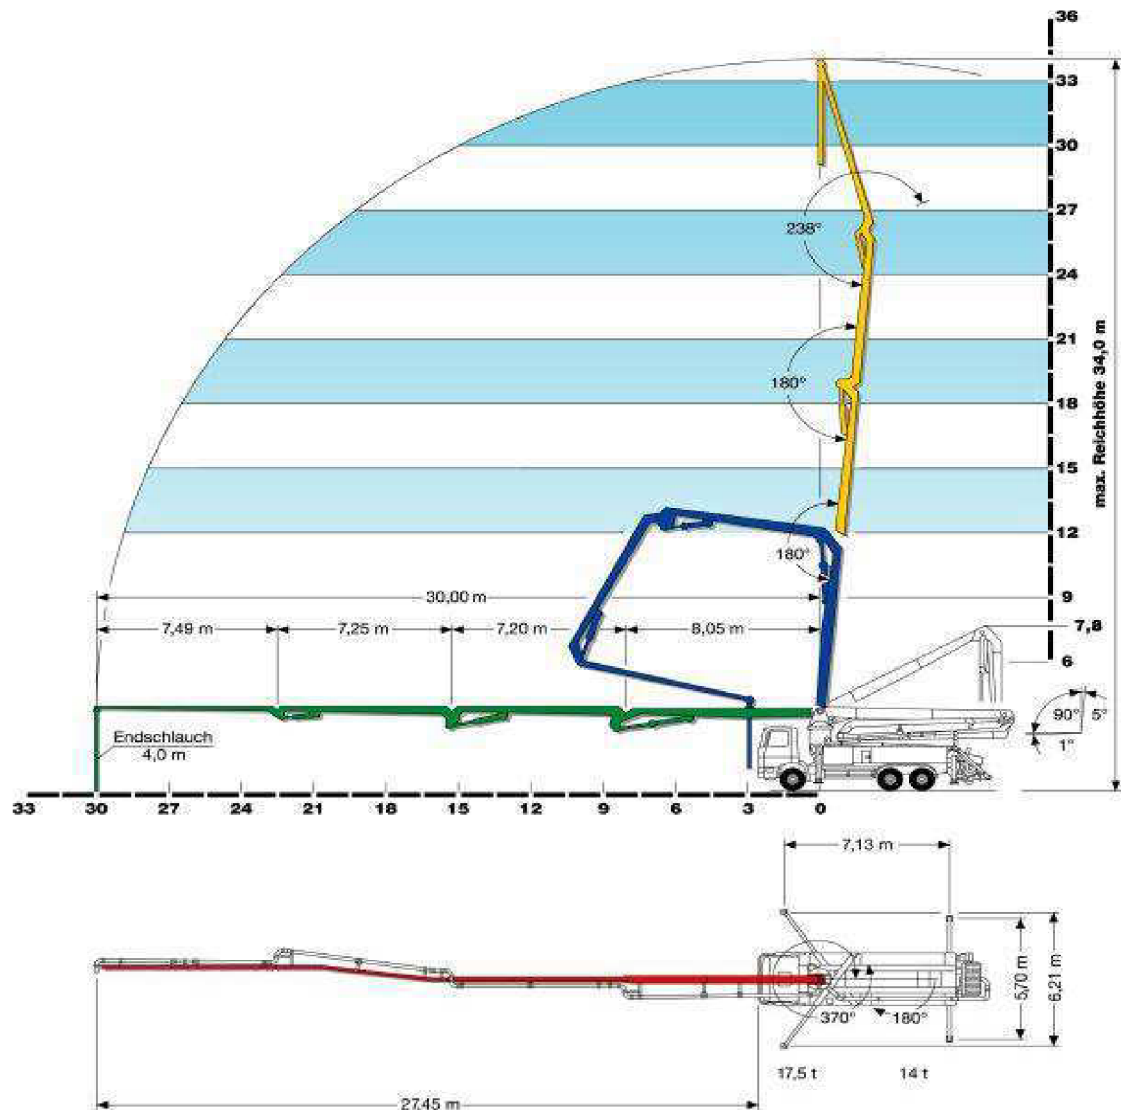 36
33
30
27
238°
24
21
180°
18
max. Reichhöhe 34,0 m
15
12
180°
30,00 m
9
7,49 m
7,25 m
7,20 m
8,05 m
7,8
6
90°
5°
1°
Endschlauch
4,0 m
33
30
27
24
21
18
15
12
9
6
3
0
7,13 m
5,70 m
6,21 m
370°
180°
17,5 t
14 t
27,45 m